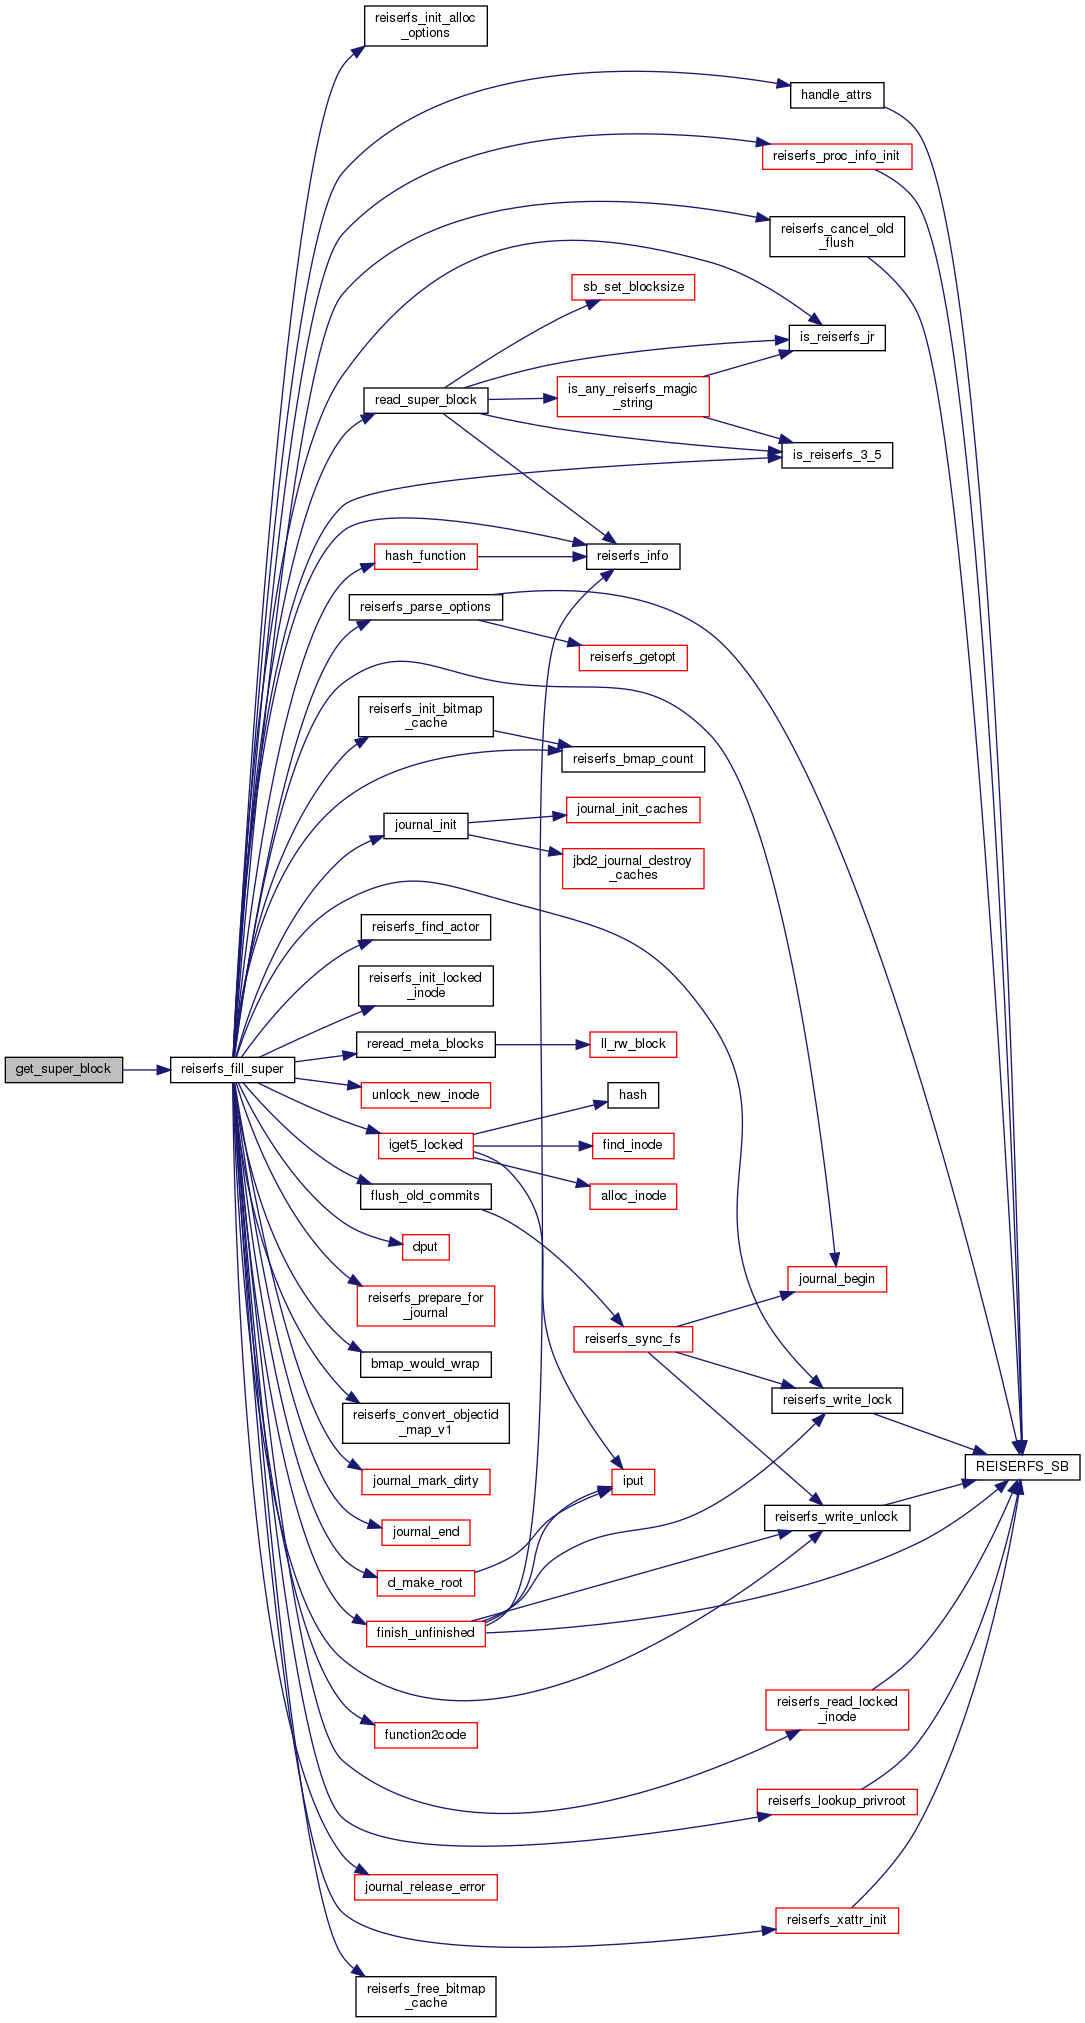 reiserfs_init_alloc
_options
handle_attrs
reiserfs_proc_info_init
reiserfs_cancel_old
_flush
sb_set_blocksize
is_reiserfs_jr
read_super_block
is_any_reiserfs_magic
_string
is_reiserfs_3_5
hash_function
reiserfs_info
reiserfs_parse_options
reiserfs_getopt
reiserfs_init_bitmap
_cache
reiserfs_bmap_count
journal_init_caches
journal_init
jbd2_journal_destroy
_caches
reiserfs_find_actor
reiserfs_init_locked
_inode
reread_meta_blocks
ll_rw_block
get_super_block
reiserfs_fill_super
unlock_new_inode
hash
iget5_locked
find_inode
flush_old_commits
alloc_inode
dput
journal_begin
reiserfs_prepare_for
_journal
reiserfs_sync_fs
bmap_would_wrap
reiserfs_write_lock
reiserfs_convert_objectid
_map_v1
REISERFS_SB
journal_mark_dirty
iput
reiserfs_write_unlock
journal_end
d_make_root
finish_unfinished
reiserfs_read_locked
_inode
function2code
reiserfs_lookup_privroot
journal_release_error
reiserfs_xattr_init
reiserfs_free_bitmap
_cache